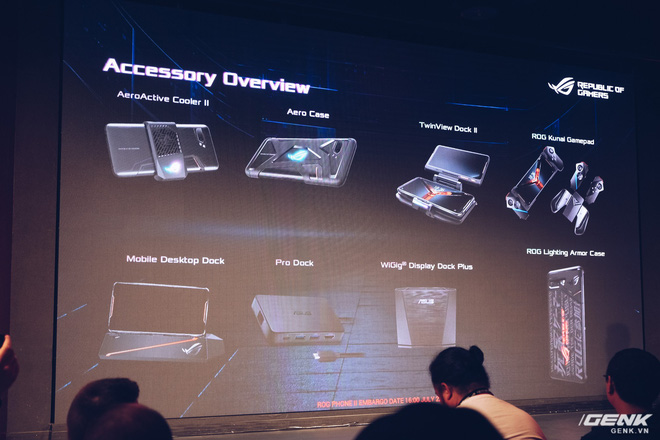 Accessory Overview
REPUBLIC OF
GAMERS
AeroActive Cooler II
Aero Case
TwinView Dock II
ROG Kunai Gamepad
Mobile Desktop Dock
Pro Dock
WiGig® Display Dock Plus
ROG Lighting Armor Case
ASUS
ROG PHONE II EMBARGO DATE 16:00 JULY
GENK
GENK.VN